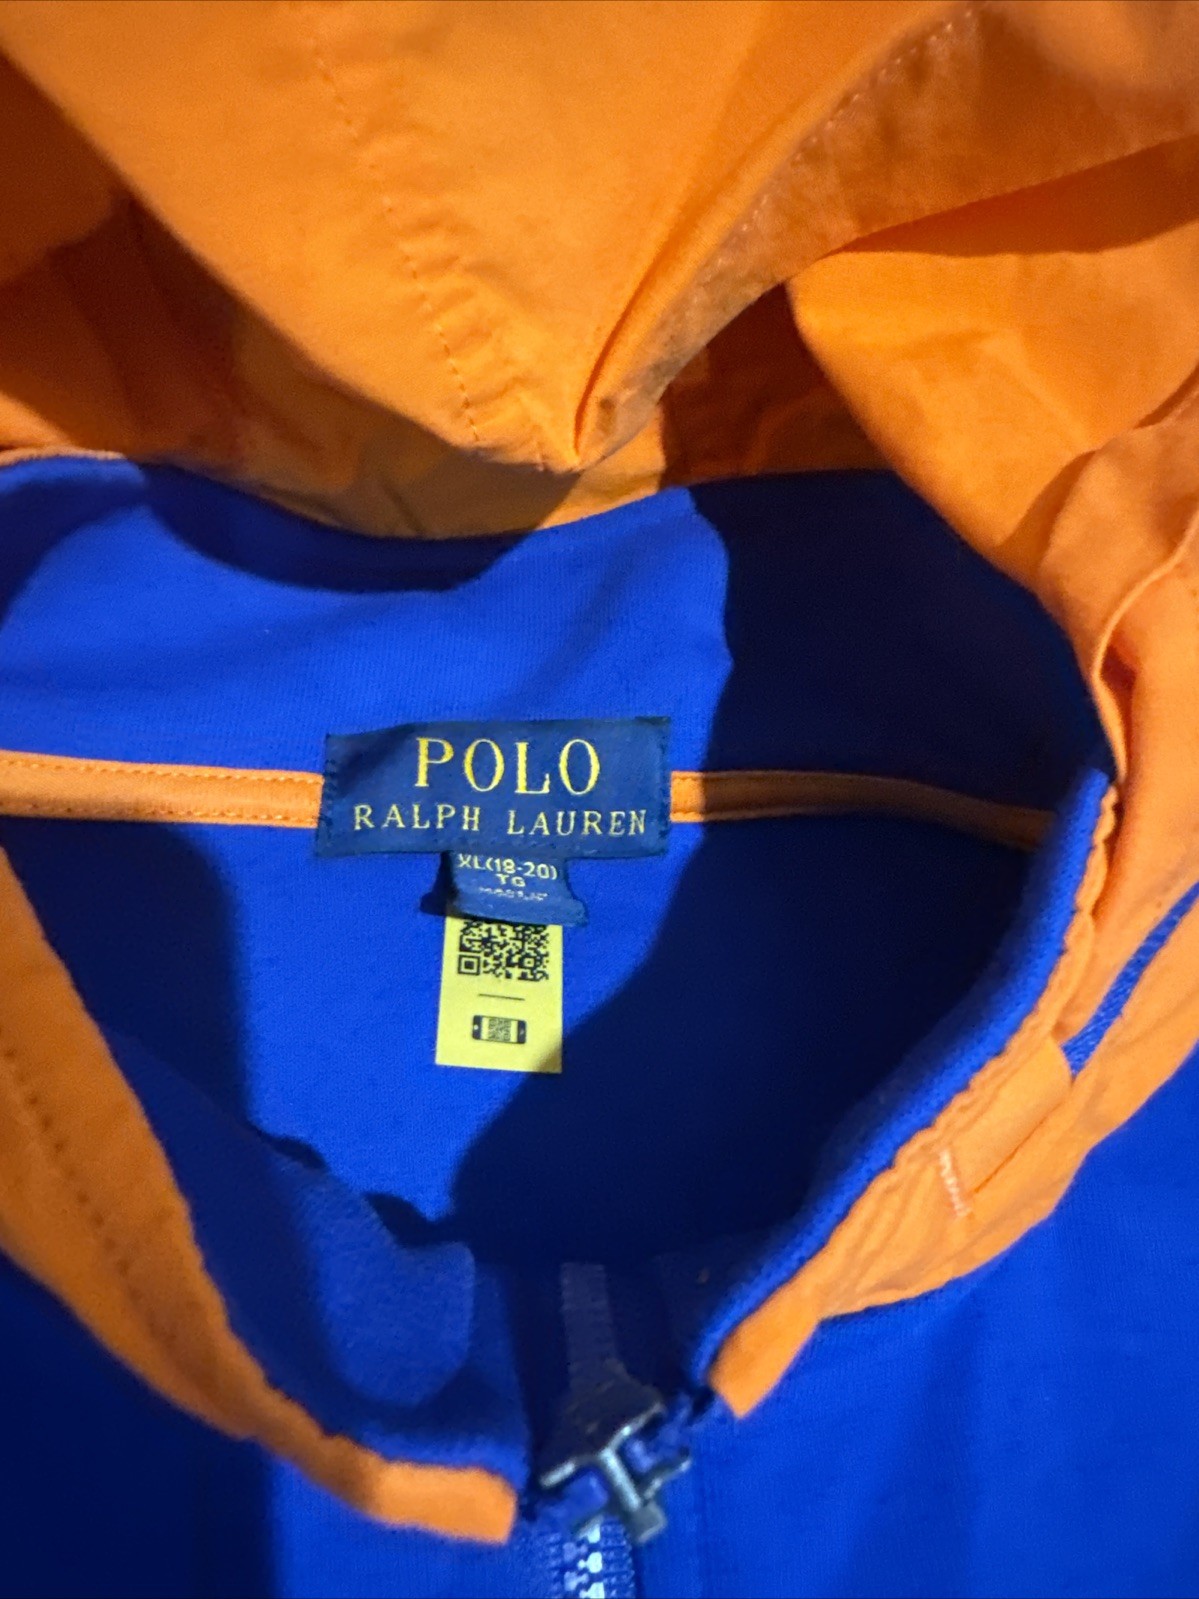 POLO
RALPH LAUREN
XL(18-20)
TG